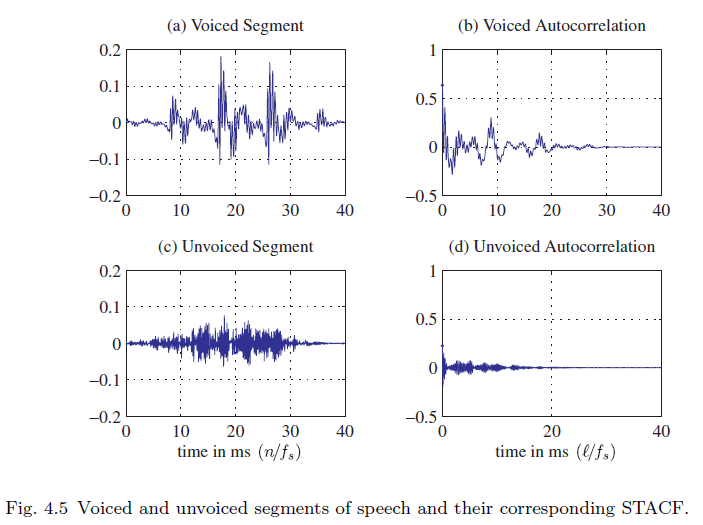 (a) Voiced Segment
0.2
0.1
0
−0.1
−0.2
0 10 20 30 40
(b) Voiced Autocorrelation
1
0.5
0
−0.5
0 10 20 30 40
(c) Unvoiced Segment
0.2
0.1
0
−0.1
−0.2
0 10 20 30 40
time in ms (n/fs)
(d) Unvoiced Autocorrelation
1
0.5
0
−0.5
0 20 40
time in ms (ℓ/fs)
Fig. 4.5 Voiced and unvoiced segments of speech and their corresponding STACF.